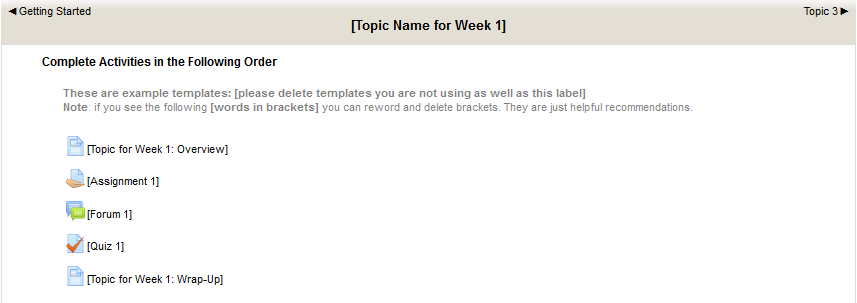 ◀ Getting Started
Topic 3 ▶
[Topic Name for Week 1]
Complete Activities in the Following Order
These are example templates: [please delete templates you are not using as well as this label]
Note: if you see the following [words in brackets] you can reword and delete brackets. They are just helpful recommendations.
[Topic for Week 1: Overview]
[Assignment 1]
[Forum 1]
[Quiz 1]
[Topic for Week 1: Wrap-Up]